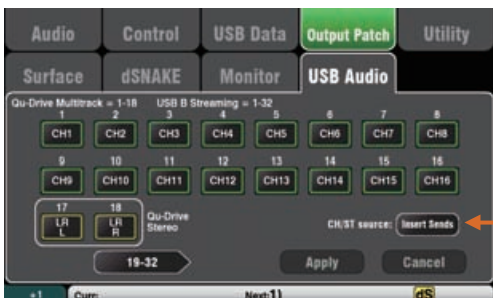 Audio Control USB Data Output Patch Utility
Surface dSNAKE Monitor USB Audio
Qu-Drive Multitrack = 1-18 USB B Streaming = 1-32
1 2 3 4 5 6 7 8
CH1 CH2 CH3 CH4 CH5 CH6 CH7 CH8
9 10 11 12 13 14 15 16
CH9 CH10 CH11 CH12 CH13 CH14 CH15 CH16
17 18
LR L LR R Qu-Drive Stereo
CH/ST source: Insert Sends
19-32 Apply Cancel
+1 Curr: Next:1) dS